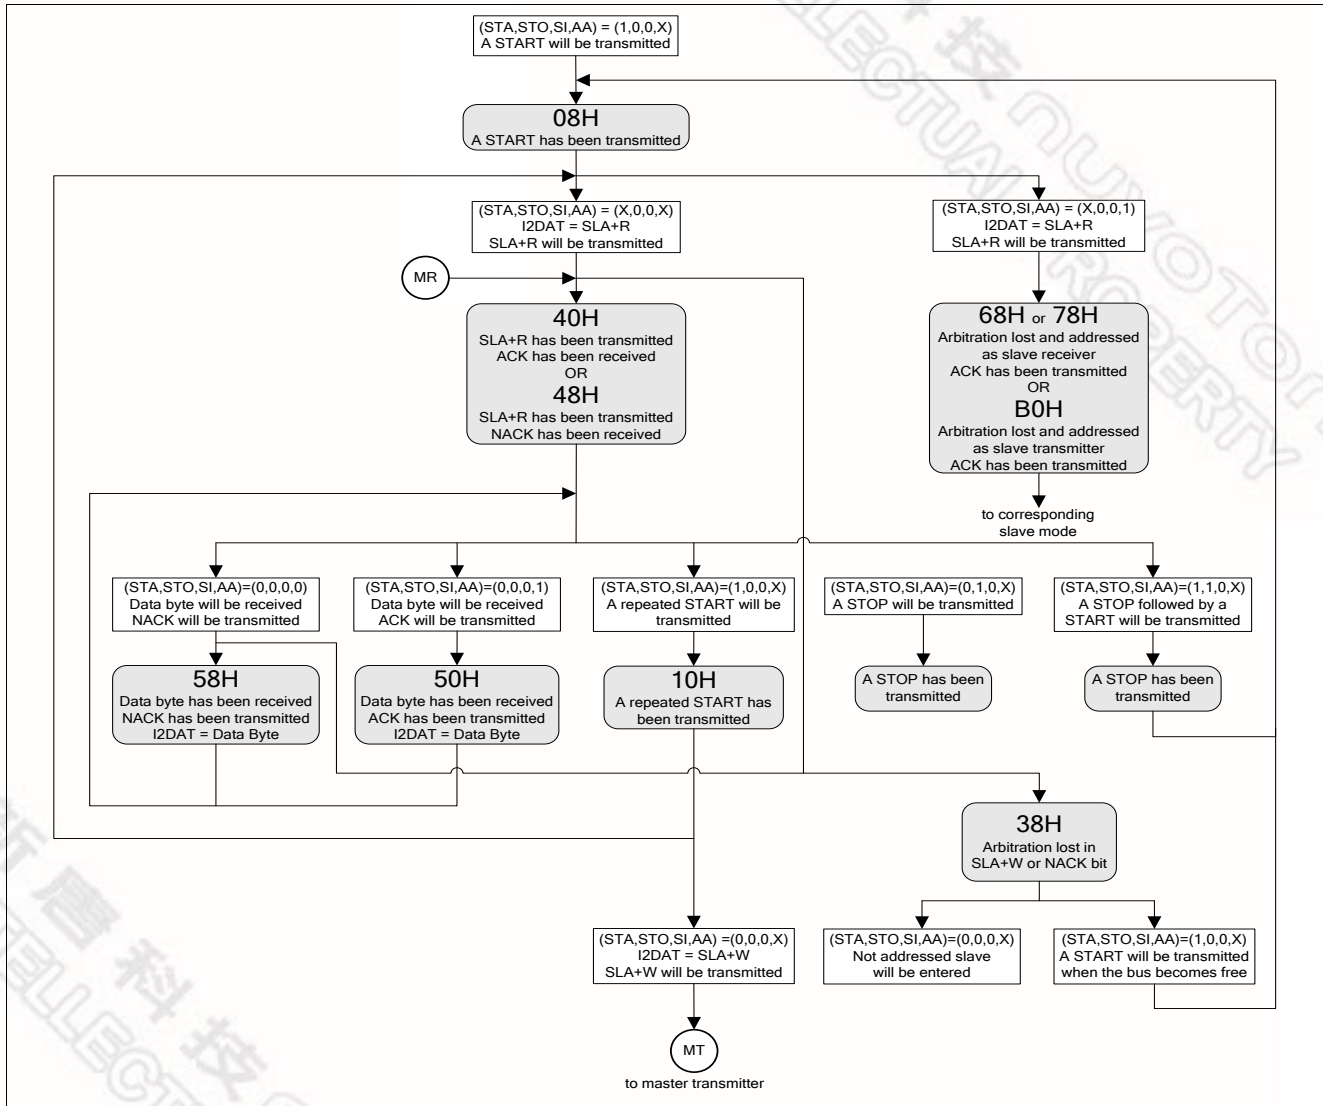 (STA,STO,SI,AA) = (1,0,0,X)
A START will be transmitted
08H
A START has been transmitted
(STA,STO,SI,AA) = (X,0,0,X)
I2DAT = SLA+R
SLA+R will be transmitted
(STA,STO,SI,AA) = (X,0,0,1)
I2DAT = SLA+R
SLA+R will be transmitted
MR
40H
SLA+R has been transmitted
ACK has been received
OR
48H
SLA+R has been transmitted
NACK has been received
68H or 78H
Arbitration lost and addressed
as slave receiver
ACK has been transmitted
OR
B0H
Arbitration lost and addressed
as slave transmitter
ACK has been transmitted
to corresponding
slave mode
(STA,STO,SI,AA)=(0,0,0,0)
Data byte will be received
NACK will be transmitted
(STA,STO,SI,AA)=(0,0,0,1)
Data byte will be received
ACK will be transmitted
(STA,STO,SI,AA)=(1,0,0,X)
A repeated START will be
transmitted
(STA,STO,SI,AA)=(0,1,0,X)
A STOP will be transmitted
(STA,STO,SI,AA)=(1,1,0,X)
A STOP followed by a
START will be transmitted
58H
Data byte has been received
NACK has been transmitted
I2DAT = Data Byte
50H
Data byte has been received
ACK has been transmitted
I2DAT = Data Byte
10H
A repeated START has
been transmitted
A STOP has been
transmitted
A STOP has been
transmitted
38H
Arbitration lost in
SLA+W or NACK bit
(STA,STO,SI,AA) =(0,0,0,X)
I2DAT = SLA+W
SLA+W will be transmitted
(STA,STO,SI,AA)=(0,0,0,X)
Not addressed slave
will be entered
(STA,STO,SI,AA)=(1,0,0,X)
A START will be transmitted
when the bus becomes free
MT
to master transmitter